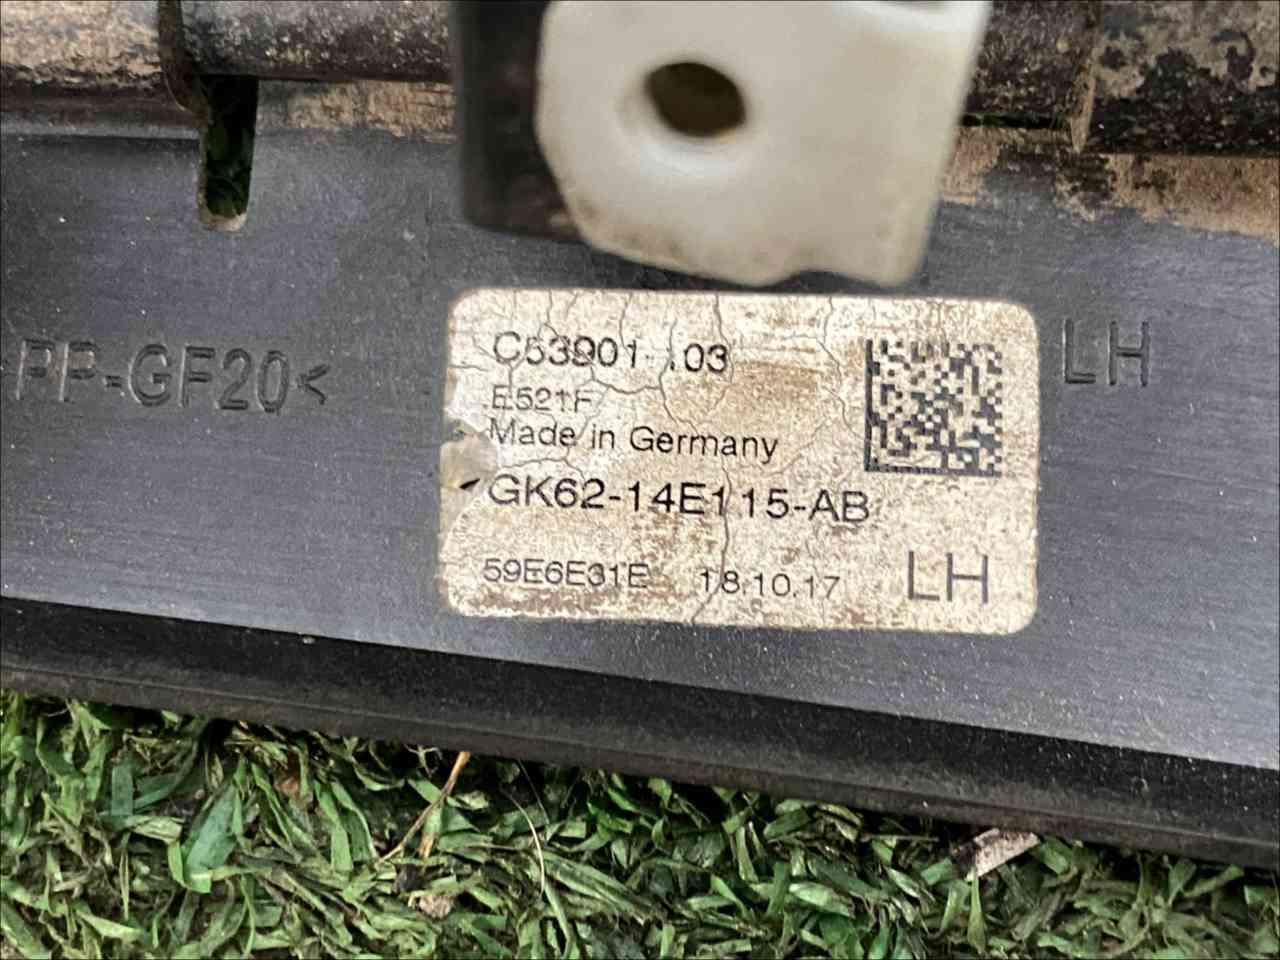 PP-GF20<
C53901 .03
E521F
Made in Germany
GK62-14E115-AB
59E6E31E 18.10.17
LH
LH